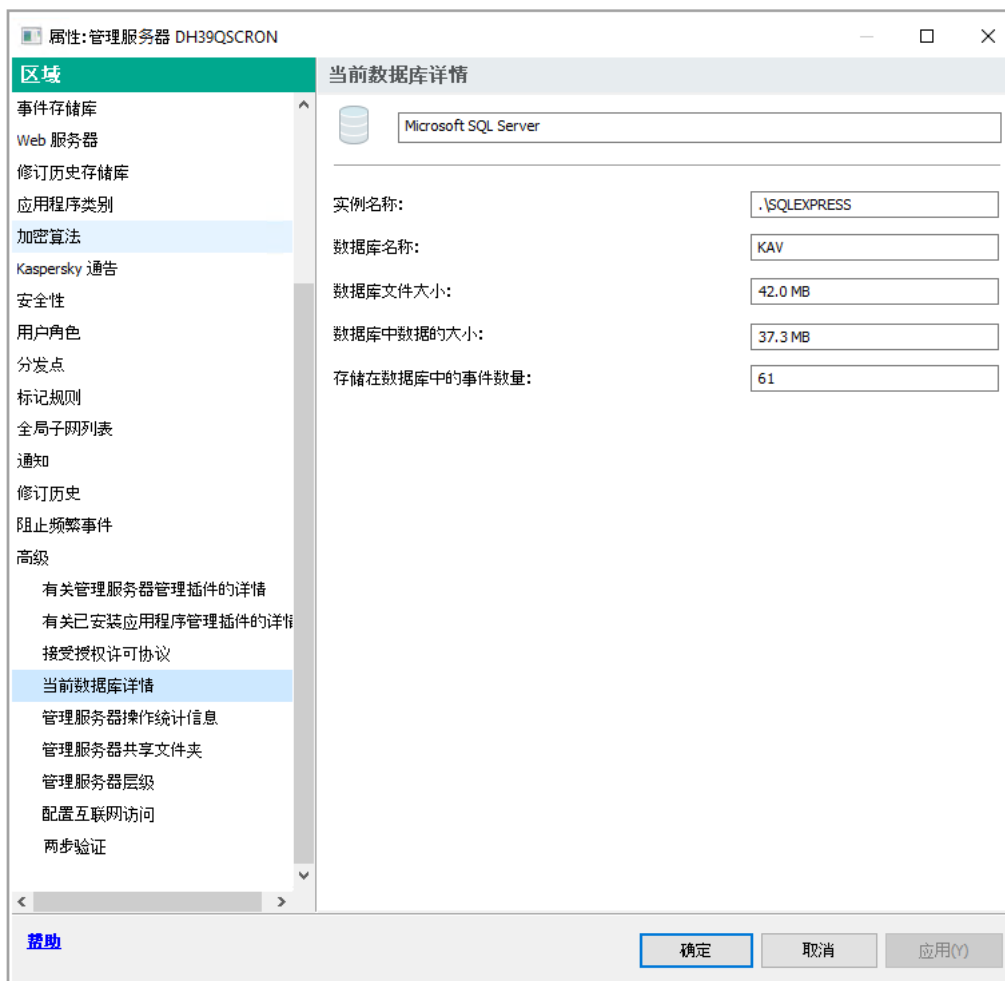 属性:管理服务器 DH39QSCRON
区域
事件存储库
Web 服务器
修订历史存储库
应用程序类别
加密算法
Kaspersky 通告
安全性
用户角色
分发点
标记规则
全局子网列表
通知
修订历史
阻止频繁事件
高级
有关管理服务器管理插件的详情
有关已安装应用程序管理插件的详情
接受授权许可协议
当前数据库详情
管理服务器操作统计信息
管理服务器共享文件夹
管理服务器层级
配置互联网访问
两步验证
当前数据库详情
Microsoft SQL Server
实例名称: .\SQLEXPRESS
数据库名称: KAV
数据库文件大小: 42.0 MB
数据库中数据的大小: 37.3 MB
存储在数据库中的事件数量: 61
帮助
确定 取消 应用(Y)